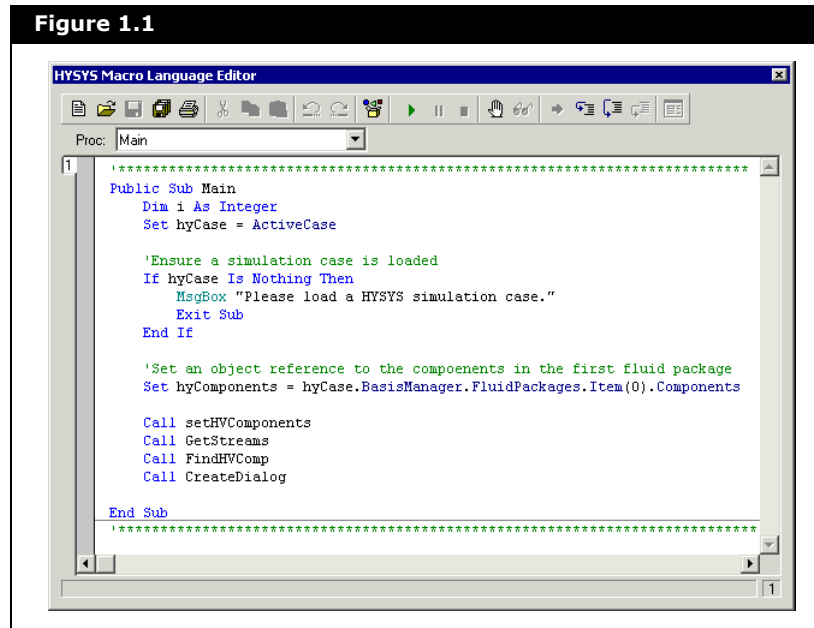 Figure 1.1
HYSYS Macro Language Editor
Proc: Main
1
'***************************************************************************
Public Sub Main
Dim i As Integer
Set hyCase = ActiveCase
'Ensure a simulation case is loaded
If hyCase Is Nothing Then
MsgBox "Please load a HYSYS simulation case."
Exit Sub
End If
'Set an object reference to the compoenents in the first fluid package
Set hyComponents = hyCase.BasisManager.FluidPackages.Item(0).Components
Call setHVComponents
Call GetStreams
Call FindHVComp
Call CreateDialog
End Sub
'****************************************************************************
1